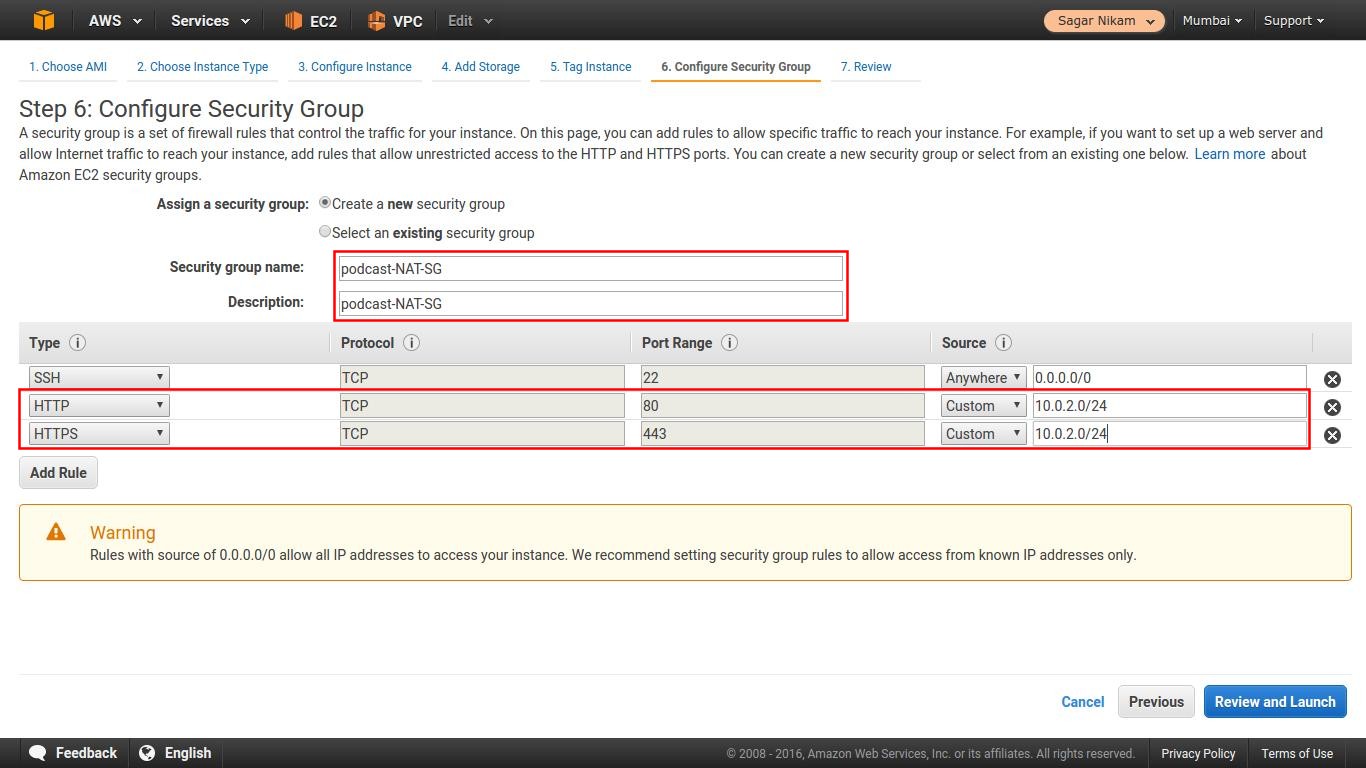 AWS Services EC2 VPC Edit Sagar Nikam Mumbai Support
1. Choose AMI 2. Choose Instance Type 3. Configure Instance 4. Add Storage 5. Tag Instance 6. Configure Security Group 7. Review
Step 6: Configure Security Group
A security group is a set of firewall rules that control the traffic for your instance. On this page, you can add rules to allow specific traffic to reach your instance. For example, if you want to set up a web server and
allow Internet traffic to reach your instance, add rules that allow unrestricted access to the HTTP and HTTPS ports. You can create a new security group or select from an existing one below. Learn more about
Amazon EC2 security groups.
Assign a security group: Create a new security group
Select an existing security group
Security group name: podcast-NAT-SG
Description: podcast-NAT-SG
Type i Protocol i Port Range i Source i
SSH TCP 22 Anywhere 0.0.0.0/0
HTTP TCP 80 Custom 10.0.2.0/24
HTTPS TCP 443 Custom 10.0.2.0/24
Add Rule
Warning
Rules with source of 0.0.0.0/0 allow all IP addresses to access your instance. We recommend setting security group rules to allow access from known IP addresses only.
Cancel Previous Review and Launch
Feedback English © 2008 - 2016, Amazon Web Services, Inc. or its affiliates. All rights reserved. Privacy Policy Terms of Use